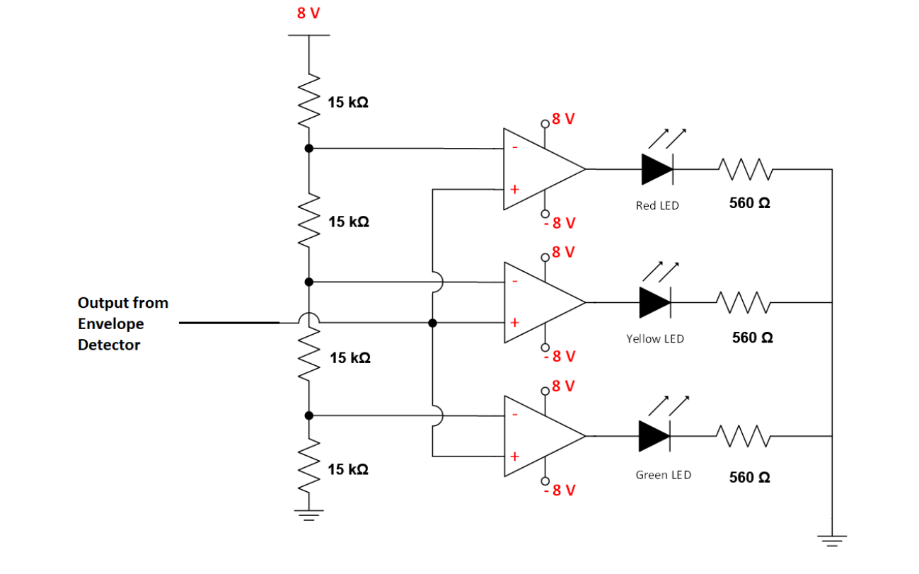 8 V
15 kΩ
- 8 V
+
- 8 V
Red LED
560 Ω
15 kΩ
8 V
Output from
Envelope
Detector
-
+
- 8 V
Yellow LED
560 Ω
15 kΩ
8 V
-
+
- 8 V
Green LED
560 Ω
15 kΩ